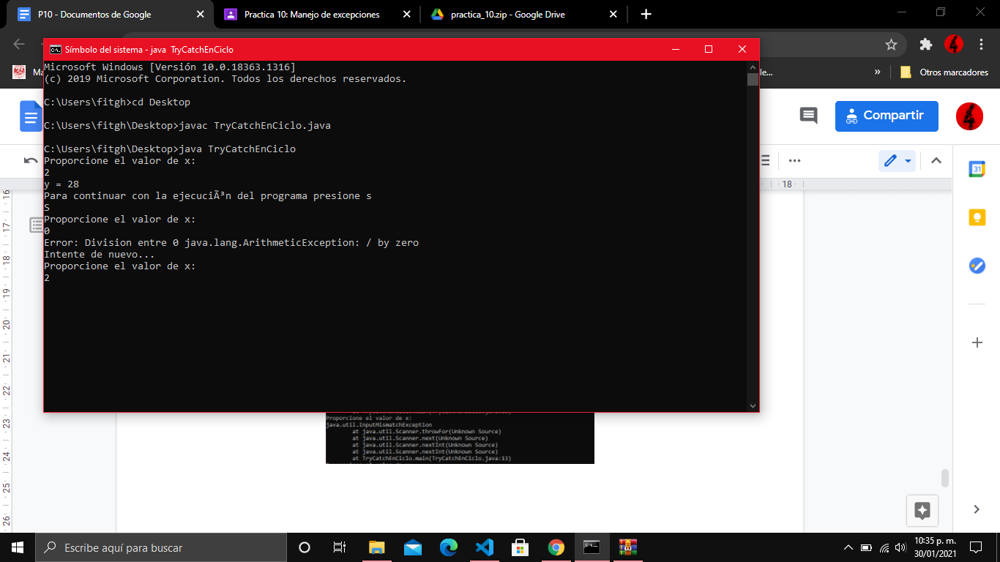 P10 - Documentos de Google
Practica 10: Manejo de excepciones
practica_10.zip - Google Drive
Símbolo del sistema - java TryCatchEnCiclo
Ma
le...
»
Otros marcadores
Compartir
Microsoft Windows [Versión 10.0.18363.1316]
(c) 2019 Microsoft Corporation. Todos los derechos reservados.
C:\Users\fitgh>cd Desktop
C:\Users\fitgh\Desktop>javac TryCatchEnCiclo.java
C:\Users\fitgh\Desktop>java TryCatchEnCiclo
Proporcione el valor de x:
2
y = 28
Para continuar con la ejecuciÃ³n del programa presione s
S
Proporcione el valor de x:
0
Error: Division entre 0 java.lang.ArithmeticException: / by zero
Intente de nuevo...
Proporcione el valor de x:
2
18
31
16
17
18
19
20
21
22
23
24
25
26
Proporcione el valor de x:
java.util.InputMismatchException
at java.util.Scanner.throwFor(Unknown Source)
at java.util.Scanner.next(Unknown Source)
at java.util.Scanner.nextInt(Unknown Source)
at java.util.Scanner.nextInt(Unknown Source)
at TryCatchEnCiclo.main(TryCatchEnCiclo.java:13)
Escribe aquí para buscar
10:35 p. m.
30/01/2021